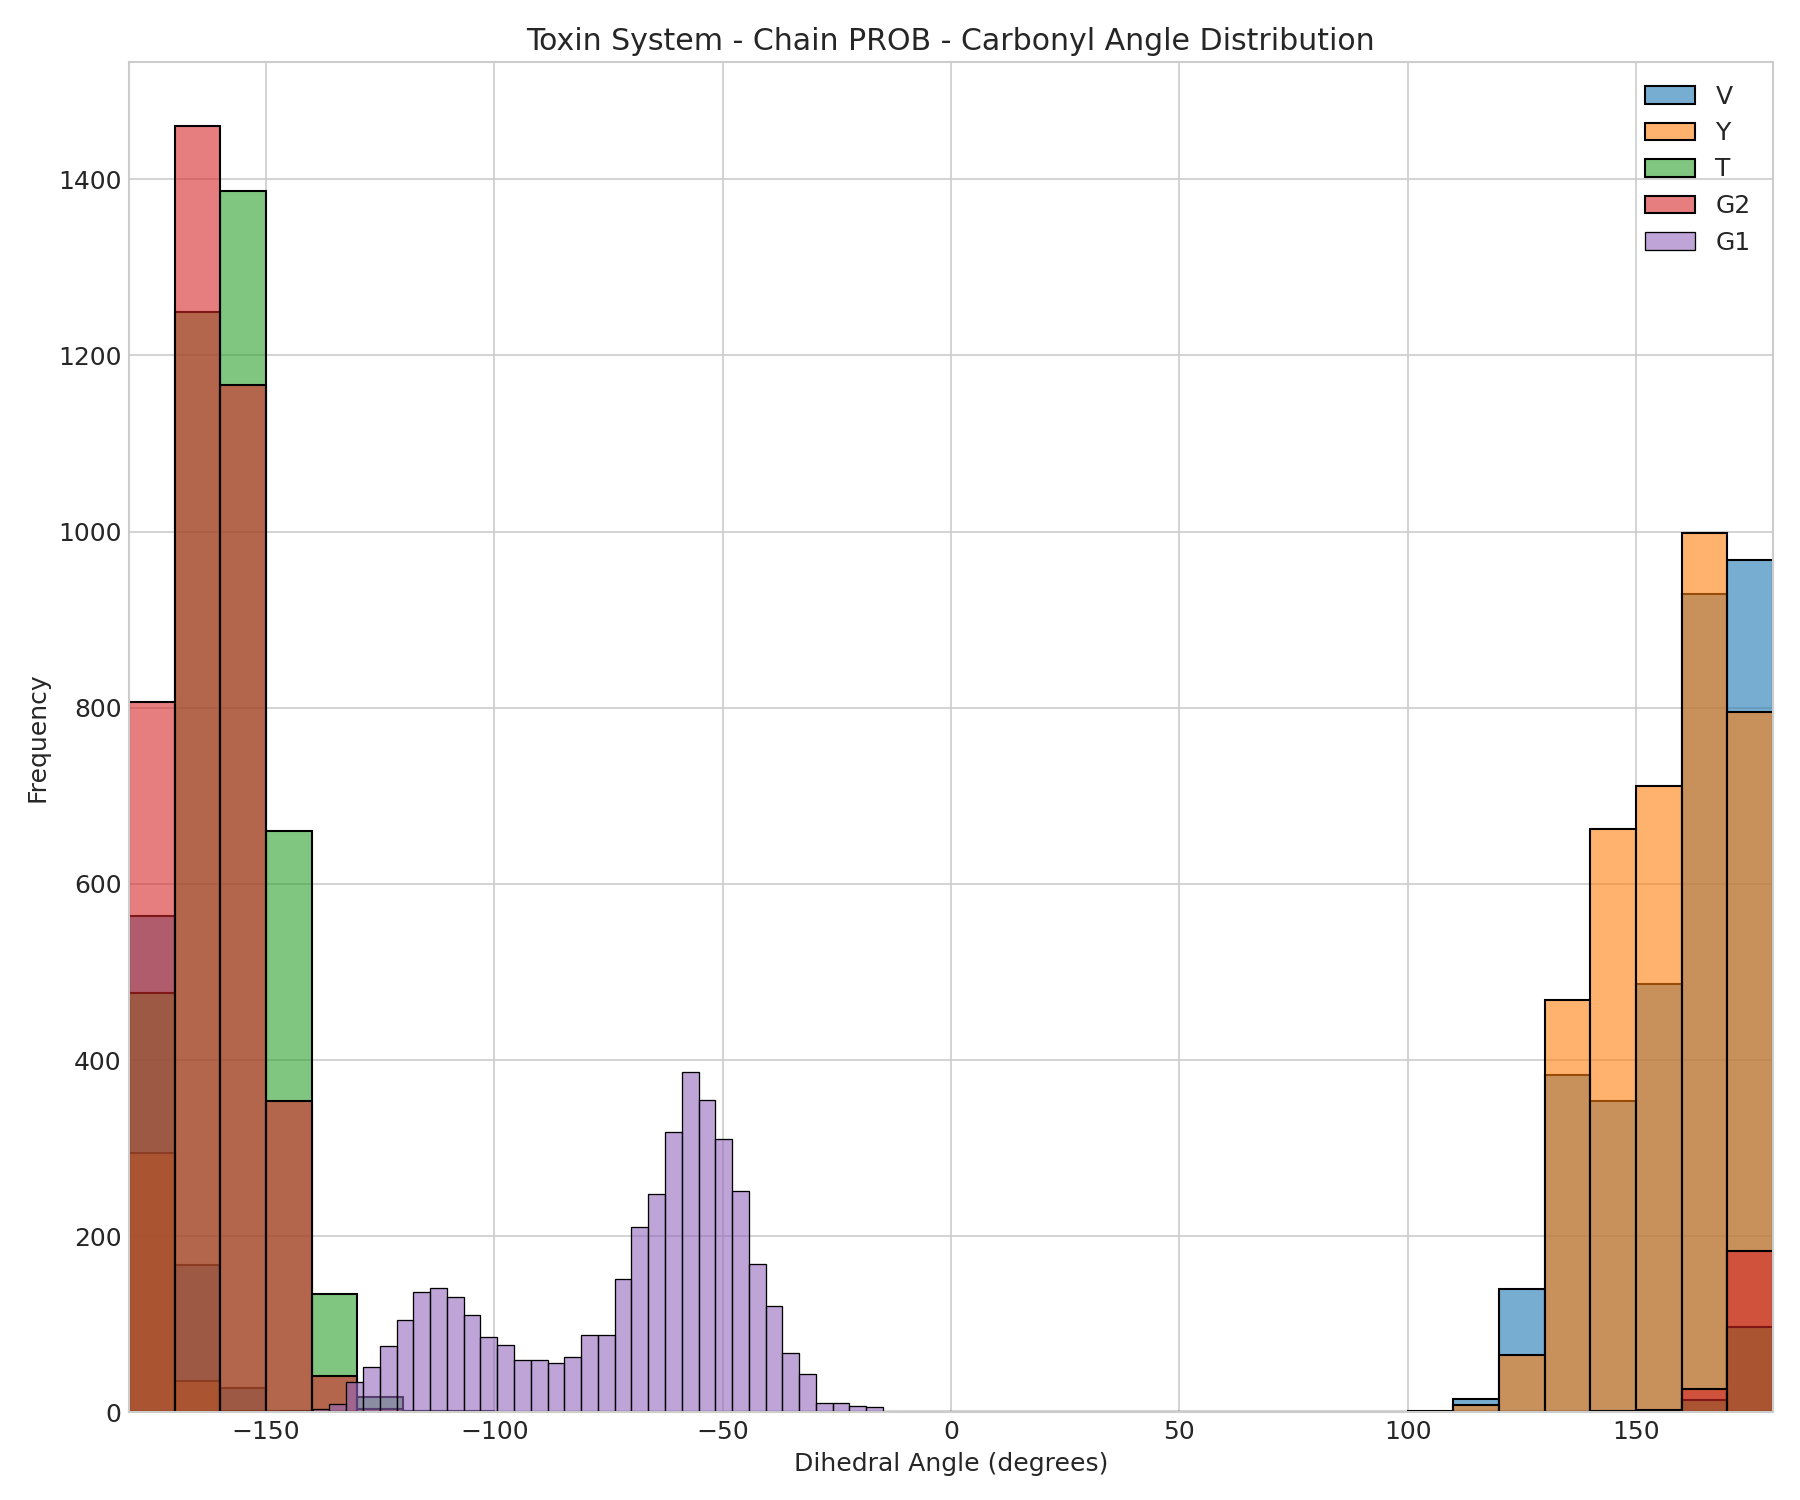 Toxin System - Chain PROB - Carbonyl Angle Distribution
V
Y
T
G2
G1
1400
1200
1000
800
600
400
200
0
Frequency
−150
−100
−50
0
50
100
150
Dihedral Angle (degrees)